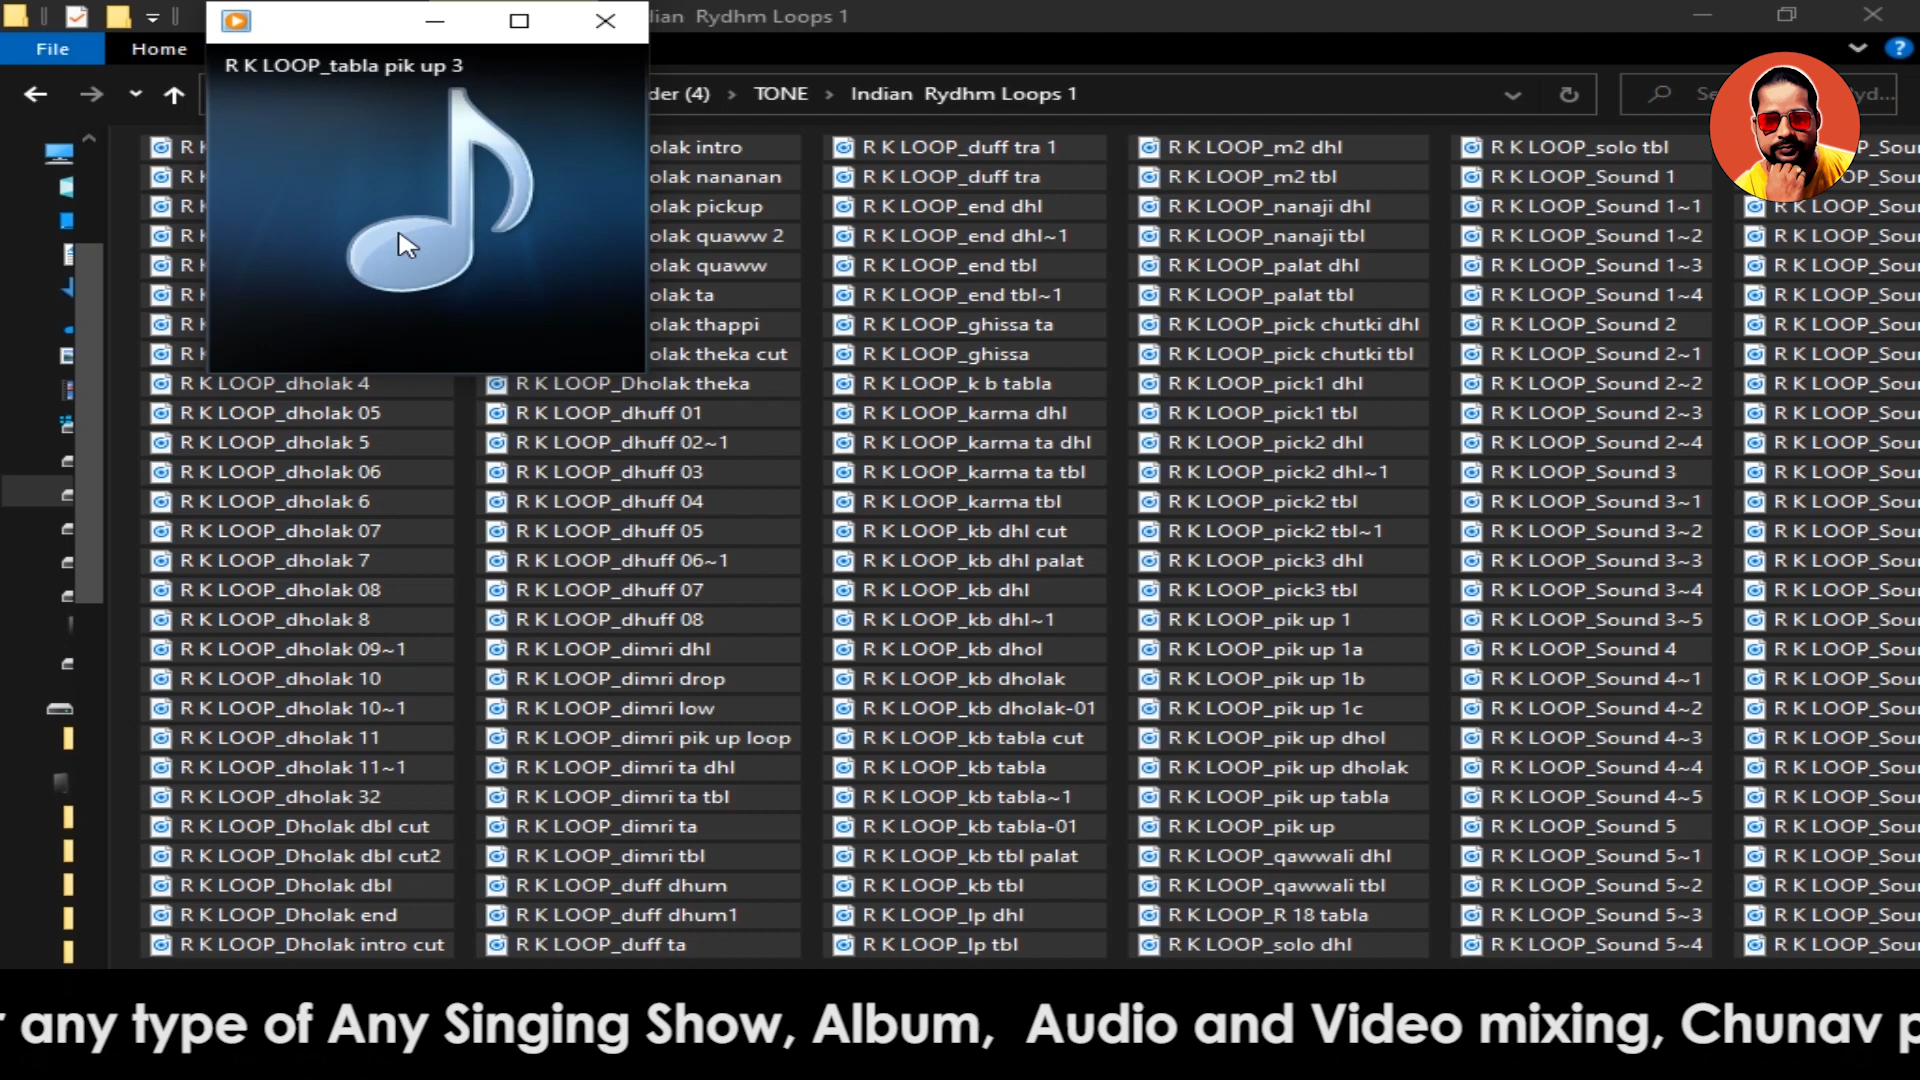 Indian Rydhm Loops 1
File
Home
R K LOOP_tabla pik up 3
(4) > TONE > Indian Rydhm Loops 1
R K LOOP_dholak 4
R K LOOP_dholak 05
R K LOOP_dholak 5
R K LOOP_dholak 06
R K LOOP_dholak 6
R K LOOP_dholak 07
R K LOOP_dholak 7
R K LOOP_dholak 08
R K LOOP_dholak 8
R K LOOP_dholak 09~1
R K LOOP_dholak 10
R K LOOP_dholak 10~1
R K LOOP_dholak 11
R K LOOP_dholak 11~1
R K LOOP_dholak 32
R K LOOP_Dholak dbl cut
R K LOOP_Dholak dbl cut2
R K LOOP_Dholak dbl
R K LOOP_Dholak end
R K LOOP_Dholak intro cut
olak intro
olak nananan
olak pickup
olak quaww 2
olak quaww
olak ta
olak thappi
olak theka cut
R K LOOP_Dholak theka
R K LOOP_dhuff 01
R K LOOP_dhuff 02~1
R K LOOP_dhuff 03
R K LOOP_dhuff 04
R K LOOP_dhuff 05
R K LOOP_dhuff 06~1
R K LOOP_dhuff 07
R K LOOP_dhuff 08
R K LOOP_dimri dhl
R K LOOP_dimri drop
R K LOOP_dimri low
R K LOOP_dimri pik up loop
R K LOOP_dimri ta dhl
R K LOOP_dimri ta tbl
R K LOOP_dimri ta
R K LOOP_dimri tbl
R K LOOP_duff dhum
R K LOOP_duff dhum1
R K LOOP_duff ta
R K LOOP_duff tra 1
R K LOOP_duff tra
R K LOOP_end dhl
R K LOOP_end dhl~1
R K LOOP_end tbl
R K LOOP_end tbl~1
R K LOOP_ghissa ta
R K LOOP_ghissa
R K LOOP_k b tabla
R K LOOP_karma dhl
R K LOOP_karma ta dhl
R K LOOP_karma ta tbl
R K LOOP_karma tbl
R K LOOP_kb dhl cut
R K LOOP_kb dhl palat
R K LOOP_kb dhl
R K LOOP_kb dhl~1
R K LOOP_kb dhol
R K LOOP_kb dholak
R K LOOP_kb dholak-01
R K LOOP_kb tabla cut
R K LOOP_kb tabla
R K LOOP_kb tabla~1
R K LOOP_kb tabla-01
R K LOOP_kb tbl palat
R K LOOP_kb tbl
R K LOOP_lp dhl
R K LOOP_lp tbl
R K LOOP_m2 dhl
R K LOOP_m2 tbl
R K LOOP_nanaji dhl
R K LOOP_nanaji tbl
R K LOOP_palat dhl
R K LOOP_palat tbl
R K LOOP_pick chutki dhl
R K LOOP_pick chutki tbl
R K LOOP_pick1 dhl
R K LOOP_pick1 tbl
R K LOOP_pick2 dhl
R K LOOP_pick2 dhl~1
R K LOOP_pick2 tbl
R K LOOP_pick2 tbl~1
R K LOOP_pick3 dhl
R K LOOP_pick3 tbl
R K LOOP_pik up 1
R K LOOP_pik up 1a
R K LOOP_pik up 1b
R K LOOP_pik up 1c
R K LOOP_pik up dhol
R K LOOP_pik up dholak
R K LOOP_pik up tabla
R K LOOP_pik up
R K LOOP_qawwali dhl
R K LOOP_qawwali tbl
R K LOOP_R 18 tabla
R K LOOP_solo dhl
R K LOOP_solo tbl
R K LOOP_Sound 1
R K LOOP_Sound 1~1
R K LOOP_Sound 1~2
R K LOOP_Sound 1~3
R K LOOP_Sound 1~4
R K LOOP_Sound 2
R K LOOP_Sound 2~1
R K LOOP_Sound 2~2
R K LOOP_Sound 2~3
R K LOOP_Sound 2~4
R K LOOP_Sound 3
R K LOOP_Sound 3~1
R K LOOP_Sound 3~2
R K LOOP_Sound 3~3
R K LOOP_Sound 3~4
R K LOOP_Sound 3~5
R K LOOP_Sound 4
R K LOOP_Sound 4~1
R K LOOP_Sound 4~2
R K LOOP_Sound 4~3
R K LOOP_Sound 4~4
R K LOOP_Sound 4~5
R K LOOP_Sound 5
R K LOOP_Sound 5~1
R K LOOP_Sound 5~2
R K LOOP_Sound 5~3
R K LOOP_Sound 5~4
any type of Any Singing Show, Album, Audio and Video mixing, Chunav